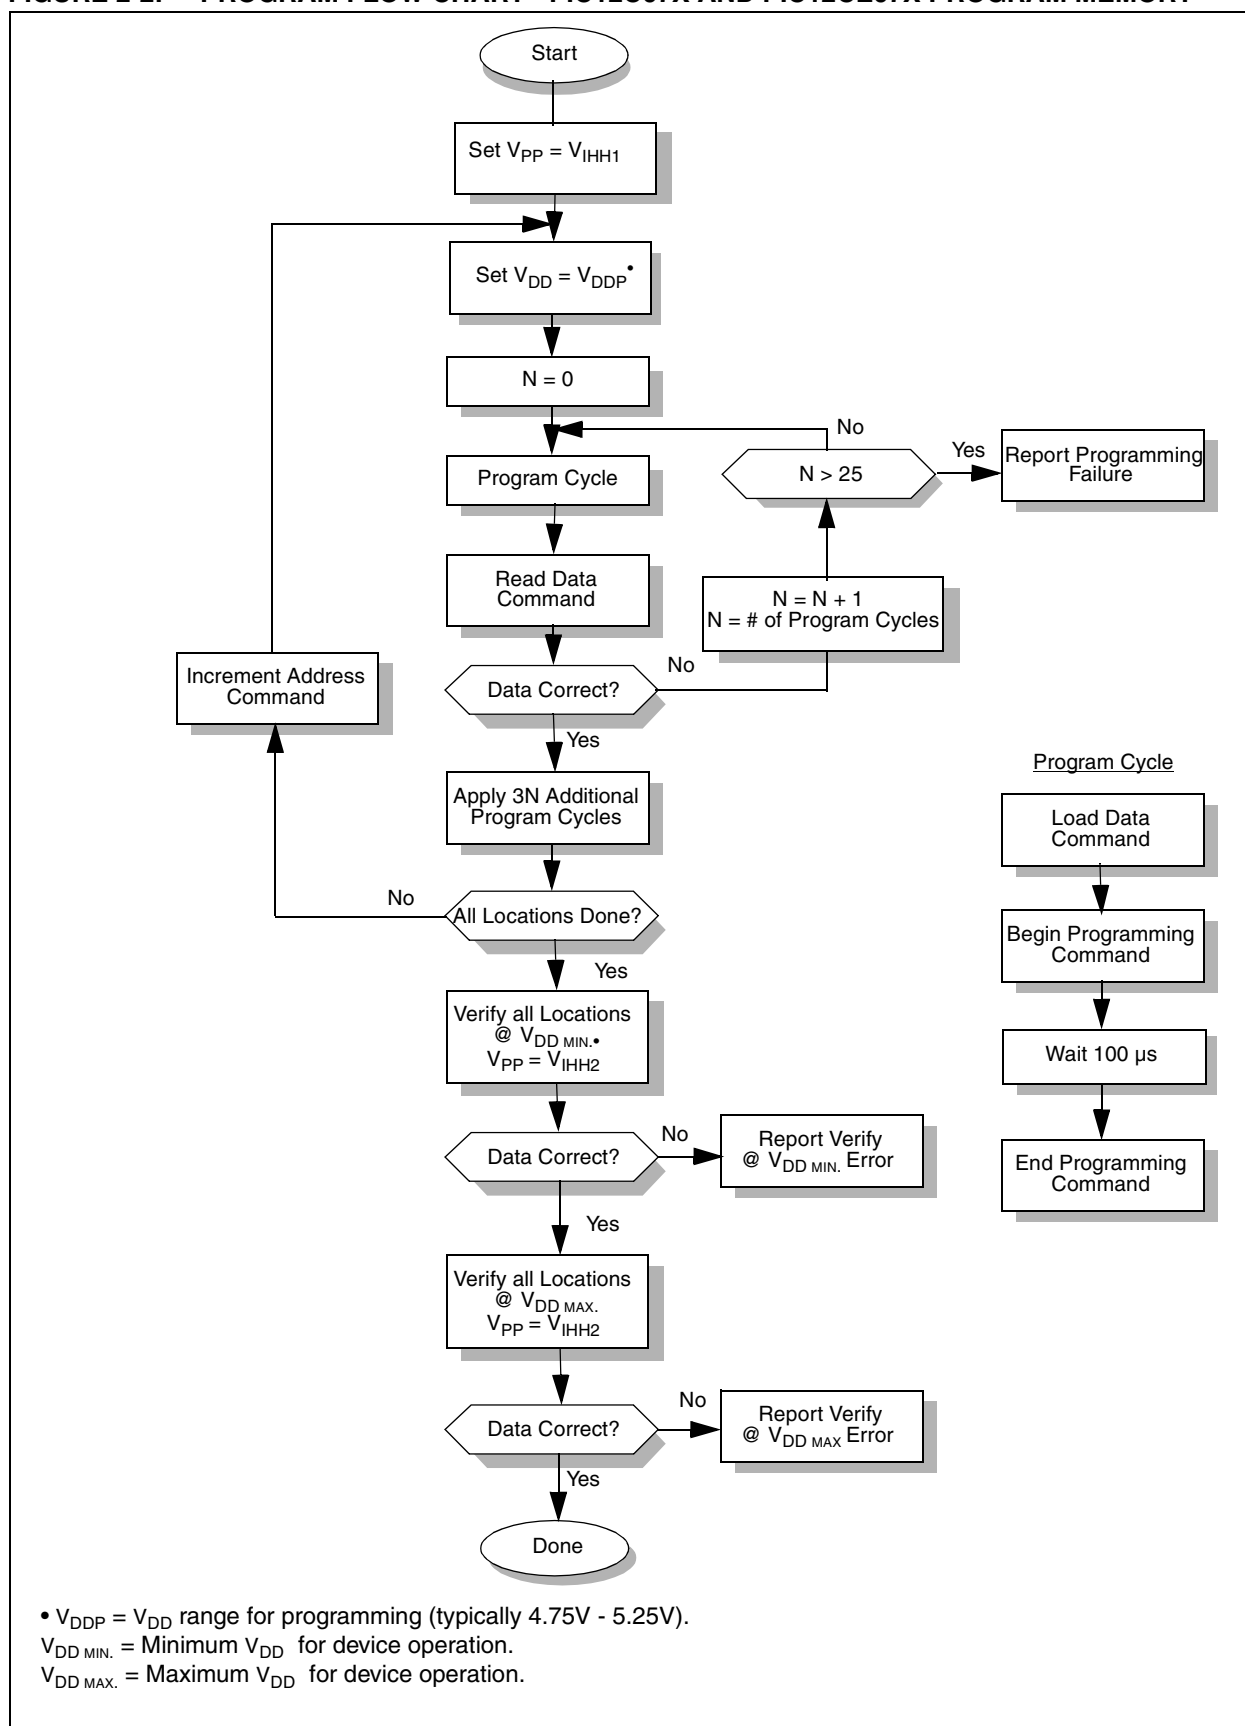 Start
Set VPP = VIHH1
Set VDD = VDDP•
N = 0
No
N > 25
Yes
Report Programming
Failure
Program Cycle
Read Data
Command
N = N + 1
N = # of Program Cycles
Increment Address
Command
Data Correct?
No
Yes
Apply 3N Additional
Program Cycles
No
All Locations Done?
Yes
Verify all Locations
@ VDD MIN.•
VPP = VIHH2
Data Correct?
No
Report Verify
@ VDD MIN. Error
Yes
Verify all Locations
@ VDD MAX.
VPP = VIHH2
Data Correct?
No
Report Verify
@ VDD MAX Error
Yes
Done
Program Cycle
Load Data
Command
Begin Programming
Command
Wait 100 µs
End Programming
Command
• VDDP = VDD range for programming (typically 4.75V - 5.25V).
VDD MIN. = Minimum VDD for device operation.
VDD MAX. = Maximum VDD for device operation.